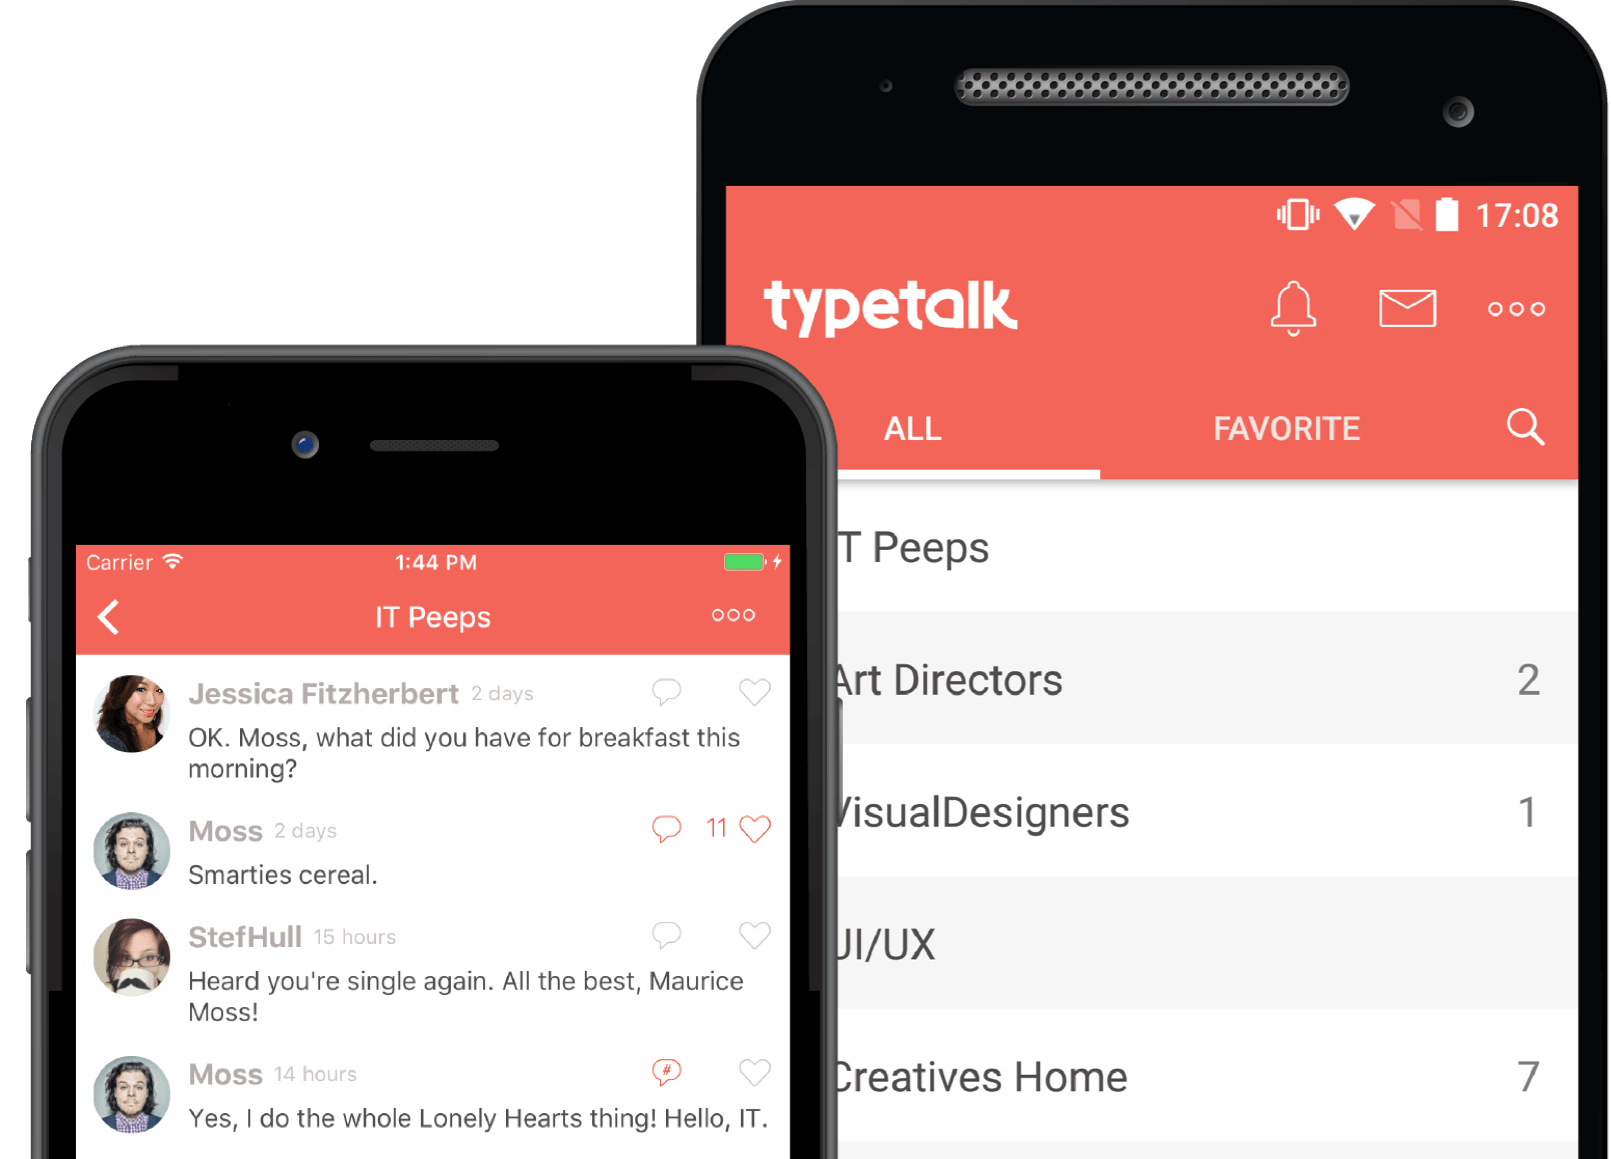 17:08
typetalk
ALL FAVORITE
T Peeps
Art Directors 2
VisualDesigners 1
UI/UX
Creatives Home 7
Carrier 1:44 PM
IT Peeps
Jessica Fitzherbert 2 days
OK. Moss, what did you have for breakfast this
morning?
Moss 2 days 11
Smarties cereal.
StefHull 15 hours
Heard you're single again. All the best, Maurice
Moss!
Moss 14 hours #
Yes, I do the whole Lonely Hearts thing! Hello, IT.